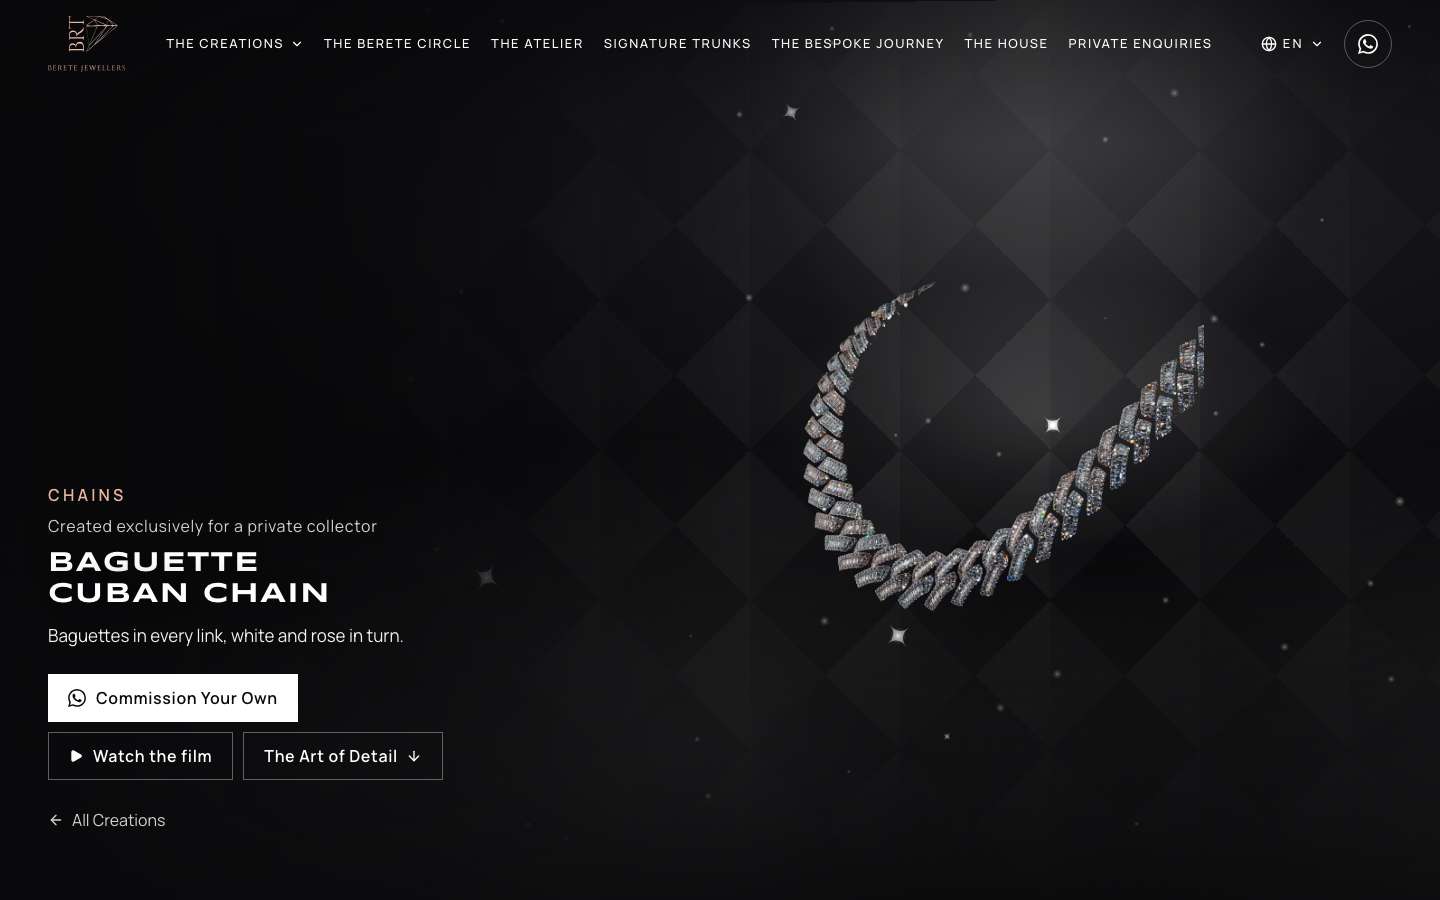 BRT
BERETE JEWELLERS
THE CREATIONS
THE BERETE CIRCLE
THE ATELIER
SIGNATURE TRUNKS
THE BESPOKE JOURNEY
THE HOUSE
PRIVATE ENQUIRIES
EN
CHAINS
Created exclusively for a private collector
BAGUETTE
CUBAN CHAIN
Baguettes in every link, white and rose in turn.
Commission Your Own
Watch the film
The Art of Detail
All Creations